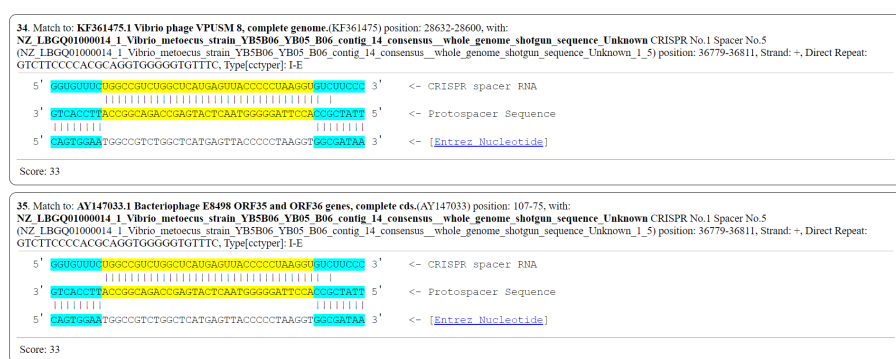 34. Match to: KF361475.1 Vibrio phage VPUSM 8, complete genome.(KF361475) position: 28632-28600, with:
NZ_LBGQ01000014_1_Vibrio_metoecus_strain_YB5B06_YB05_B06_contig_14_consensus__whole_genome_shotgun_sequence_Unknown CRISPR No.1 Spacer No.5
(NZ_LBGQ01000014_1_Vibrio_metoecus_strain_YB5B06_YB05_B06_contig_14_consensus__whole_genome_shotgun_sequence_Unknown_1_5) position: 36779-36811, Strand: +, Direct Repeat:
GTCTTCCCCACGCAGGTGGGGGTGTTTC, Type[cctyper]: I-E
5' GGUGUUUCUGGCCGUCUGGCUCAUGAGUUACCCCCUAAGGUGUCUUCCC 3' <- CRISPR spacer RNA
3' GTCACCTTACCGGCAGACCGAGTACTCAATGGGGGATTCCACCGCTATT 5' <- Protospacer Sequence
5' CAGTGGAATGGCCGTCTGGCTCATGAGTTACCCCCTAAGGTGGCGATAA 3' <- [Entrez Nucleotide]
Score: 33
35. Match to: AY147033.1 Bacteriophage E8498 ORF35 and ORF36 genes, complete cds.(AY147033) position: 107-75, with:
NZ_LBGQ01000014_1_Vibrio_metoecus_strain_YB5B06_YB05_B06_contig_14_consensus__whole_genome_shotgun_sequence_Unknown CRISPR No.1 Spacer No.5
(NZ_LBGQ01000014_1_Vibrio_metoecus_strain_YB5B06_YB05_B06_contig_14_consensus__whole_genome_shotgun_sequence_Unknown_1_5) position: 36779-36811, Strand: +, Direct Repeat:
GTCTTCCCCACGCAGGTGGGGGTGTTTC, Type[cctyper]: I-E
5' GGUGUUUCUGGCCGUCUGGCUCAUGAGUUACCCCCUAAGGUGUCUUCCC 3' <- CRISPR spacer RNA
3' GTCACCTTACCGGCAGACCGAGTACTCAATGGGGGATTCCACCGCTATT 5' <- Protospacer Sequence
5' CAGTGGAATGGCCGTCTGGCTCATGAGTTACCCCCTAAGGTGGCGATAA 3' <- [Entrez Nucleotide]
Score: 33